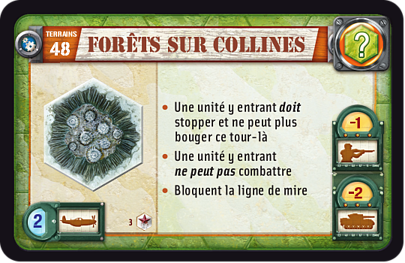 TERRAINS
48
FORÊTS SUR COLLINES
?
• Une unité y entrant doit
stopper et ne peut plus
bouger ce tour-là
• Une unité y entrant
ne peut pas combattre
• Bloquent la ligne de mire
-1
-2
2
3